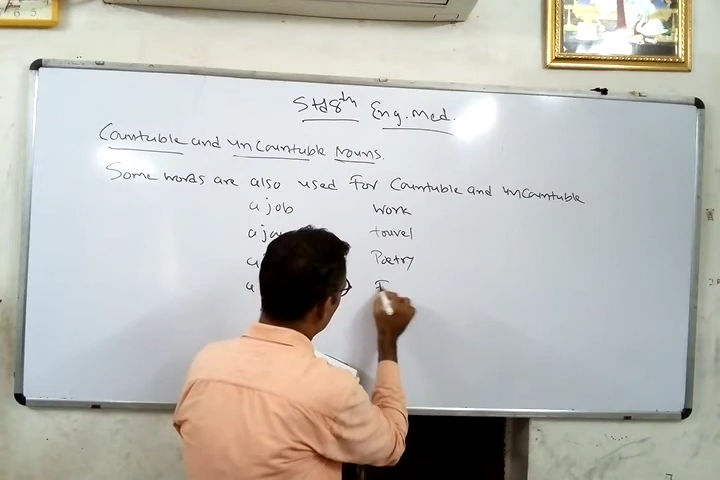 Std 8th Eng. Med.
Countable and unCountable Nouns.
Some words are also used For Countable and unCountable
a job work
a touvel
a Poetry
a